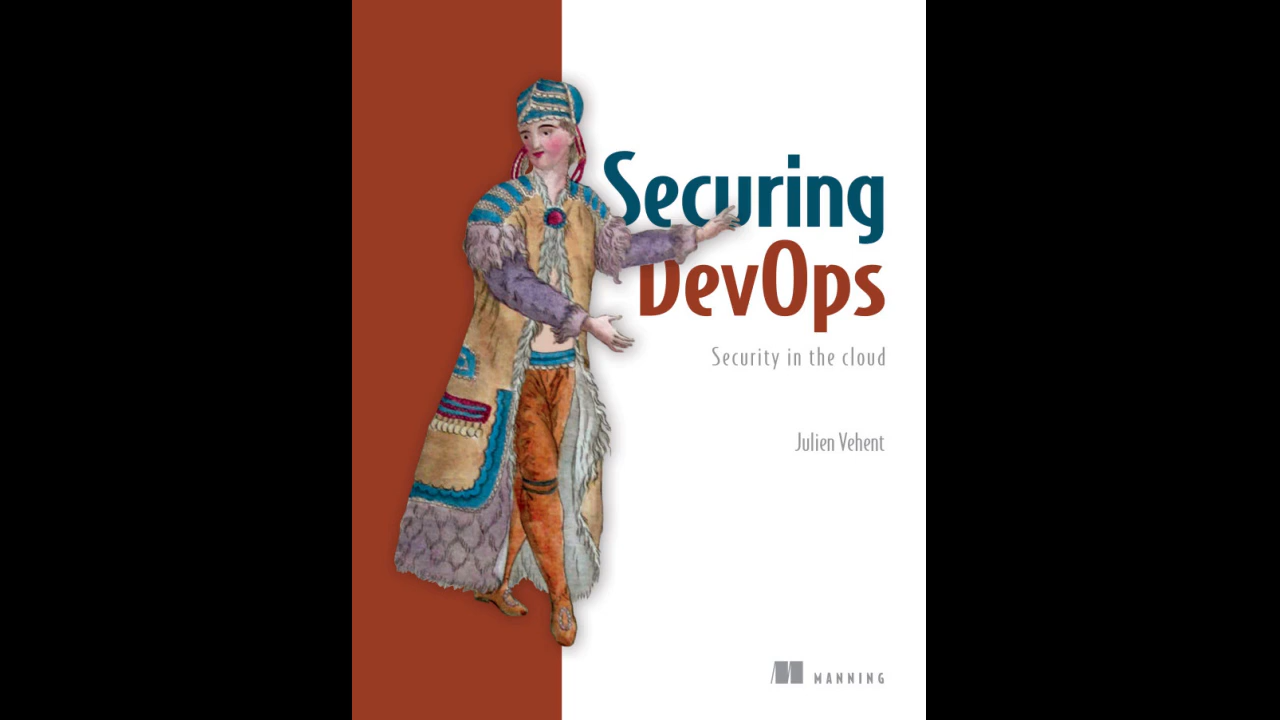 Securing
DevOps
Security in the cloud
Julien Vehent
MANNING